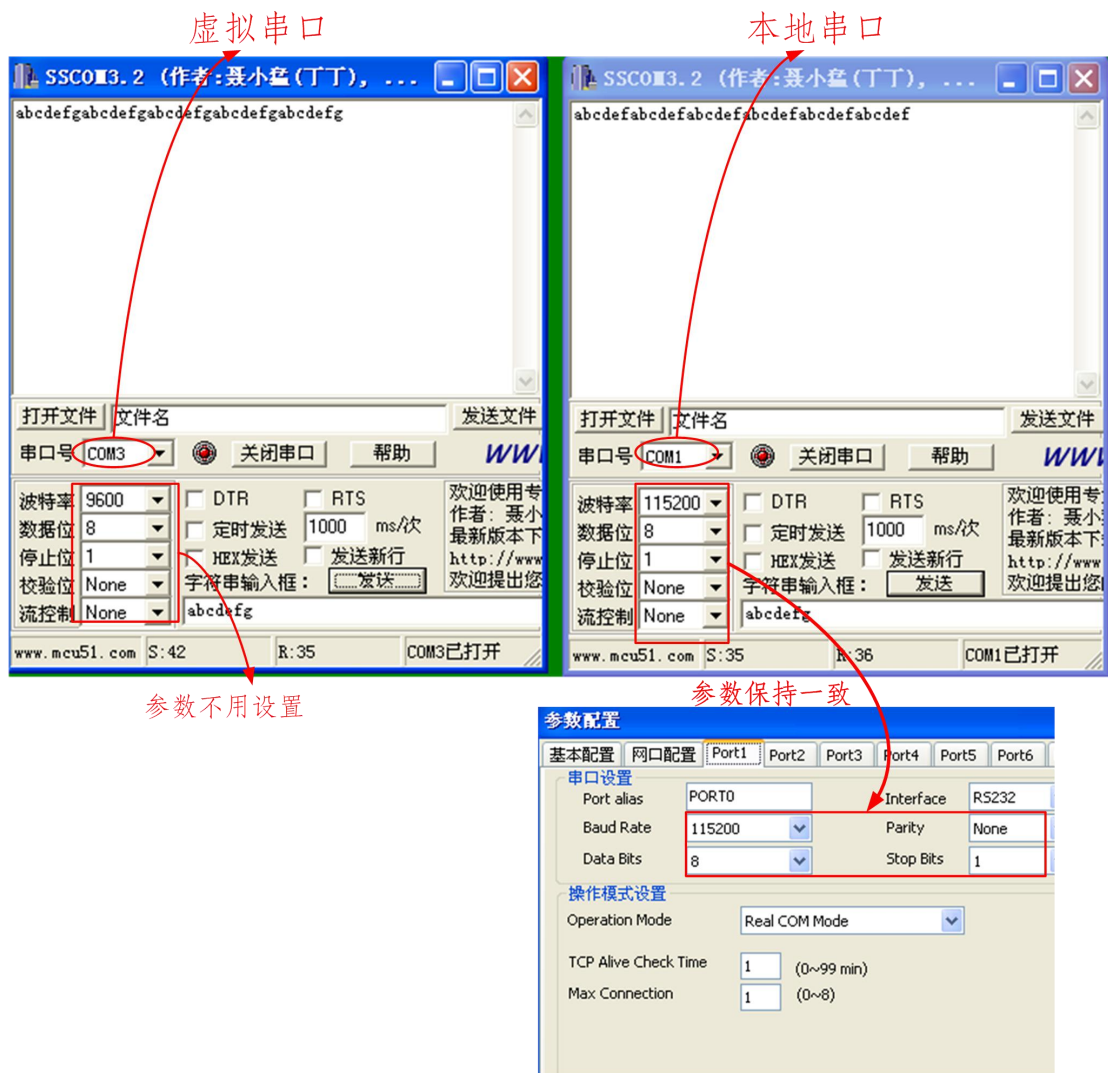 虚拟串口
本地串口
SSCOM3.2 (作者:聂小猛(丁丁), ...
abcdefgabcdefgabcdefgabcdefgabcdefg
打开文件 文件名 发送文件
串口号 COM3 关闭串口 帮助 WWW
波特率 9600 DTR RTS 欢迎使用专
数据位 8 定时发送 1000 ms/次 作者:聂小
停止位 1 HEX发送 发送新行 最新版本下
http://www
校验位 None 字符串输入框: 发送 欢迎提出您
流控制 None abcdefg
www.mcu51.com S:42 R:35 COM3已打开
SSCOM3.2 (作者:聂小猛(丁丁), ...
abcdefabcdefabcdefabcdefabcdefabcdef
打开文件 文件名 发送文件
串口号 COM1 关闭串口 帮助 WWW
波特率 115200 DTR RTS 欢迎使用专
数据位 8 定时发送 1000 ms/次 作者:聂小
停止位 1 HEX发送 发送新行 最新版本下
http://www
校验位 None 字符串输入框: 发送 欢迎提出您
流控制 None abcdefg
www.mcu51.com S:35 R:36 COM1已打开
参数不用设置
参数保持一致
参数配置
基本配置 网口配置 Port1 Port2 Port3 Port4 Port5 Port6
串口设置
Port alias PORT0 Interface RS232
Baud Rate 115200 Parity None
Data Bits 8 Stop Bits 1
操作模式设置
Operation Mode Real COM Mode
TCP Alive Check Time 1 (0~99 min)
Max Connection 1 (0~8)